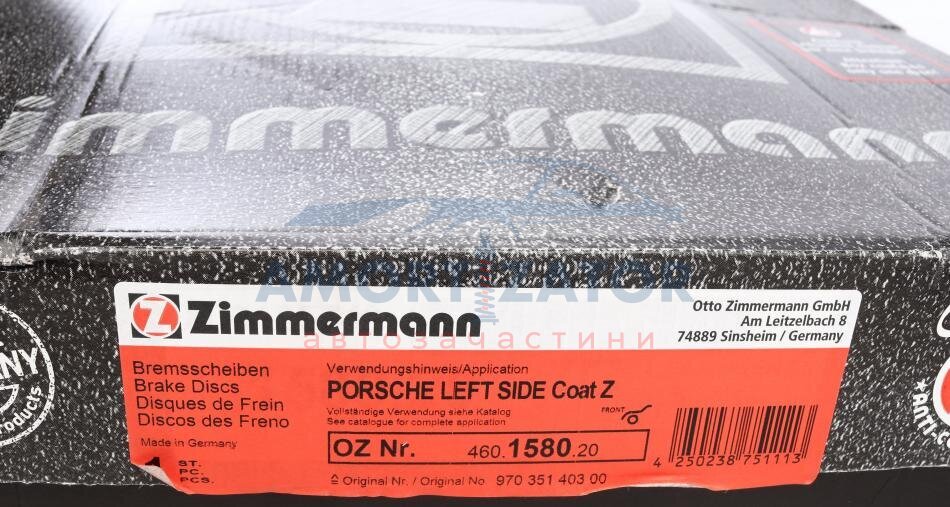 immermann
AMORTIZATOR
автозапчастини
Zimmermann
Otto Zimmermann GmbH
Am Leitzelbach 8
74889 Sinsheim / Germany
Bremsscheiben
Brake Discs
Disques de Frein
Discos des Freno
Made in Germany
1 ST.
PC.
PCS.
Verwendungshinweis/Application
PORSCHE LEFT SIDE Coat Z
Vollständige Verwendung siehe Katalog
See catalogue for complete application
FRONT
OZ Nr. 460.1580.20
≙ Original Nr. / Original No. 970 351 403 00
4 250238 751113